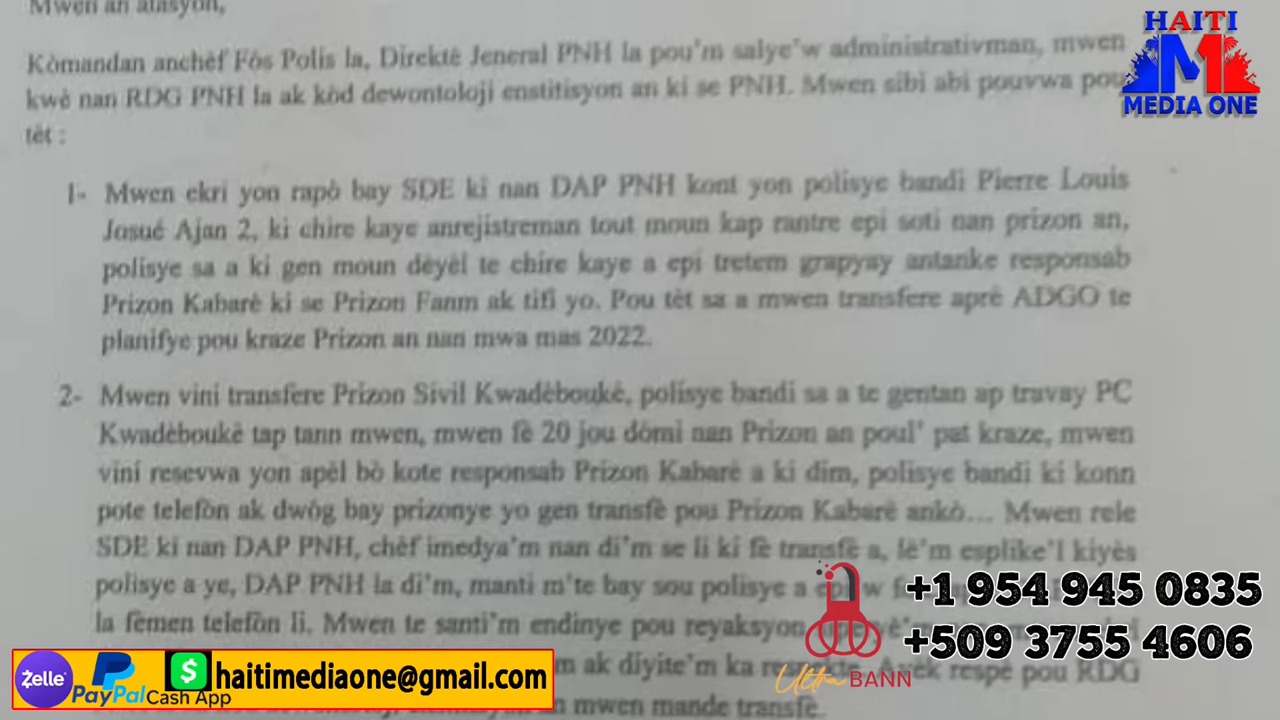 Mwen an atasyon,
HAITI
M
MEDIA ONE
Kòmandan anchèf Fòs Polis la, Direktè Jeneral PNH la pou'm salye'w administrativman, mwen
kwè nan RDG PNH la ak kòd dewontoloji enstitisyon an ki se PNH. Mwen sibi abi pouvwa pou
tèt :
1- Mwen ekri yon rapò bay SDE ki nan DAP PNH kont yon polisye bandi Pierre Louis
Josué Ajan 2, ki chire kaye anrejistreman tout moun kap rantre epi soti nan prizon an,
polisye sa a ki gen moun dèyèl te chire kaye a epi tretem grapyay antanke responsab
Prizon Kabarè ki se Prizon Fanm ak tifi yo. Pou tèt sa a mwen transfere aprè ADGO te
planifye pou kraze Prizon an nan mwa mas 2022.
2- Mwen vini transfere Prizon Sivil Kwadèboukè, polisye bandi sa a te gentan ap travay PC
Kwadèboukè tap tann mwen, mwen fè 20 jou dòmi nan Prizon an poul' pat kraze, mwen
vini resevwa yon apèl bò kote responsab Prizon Kabarè a ki dim, polisye bandi ki konn
pote telefòn ak dwòg bay prizonye yo gen transfè pou Prizon Kabarè ankò... Mwen rele
SDE ki nan DAP PNH, chèf imedya'm nan di'm se li ki fè transfè a, lè'm esplike'l kiyès
polisye a ye, DAP PNH la di'm, manti m'te bay sou polisye a
la fèmen telefòn li. Mwen te santi'm endinye pou reyaksyon
m ak diyite'm ka Avèk respè pou RDG
an mwen mande transfè.
+1 954 945 0835
+509 3755 4606
Ultra BANN
Zelle
PayPal
Cash App
haitimediaone@gmail.com